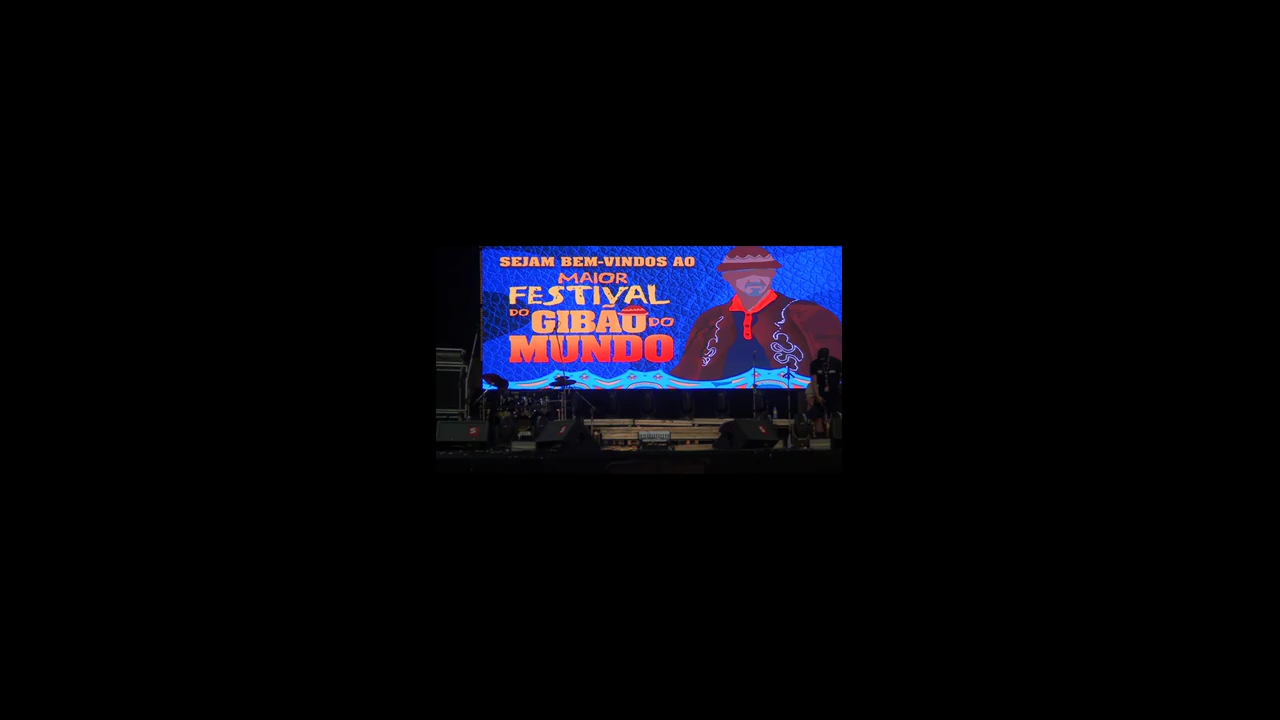 SEJAM BEM-VINDOS AO
MAIOR
FESTIVAL
DO GIBÃO DO
MUNDO